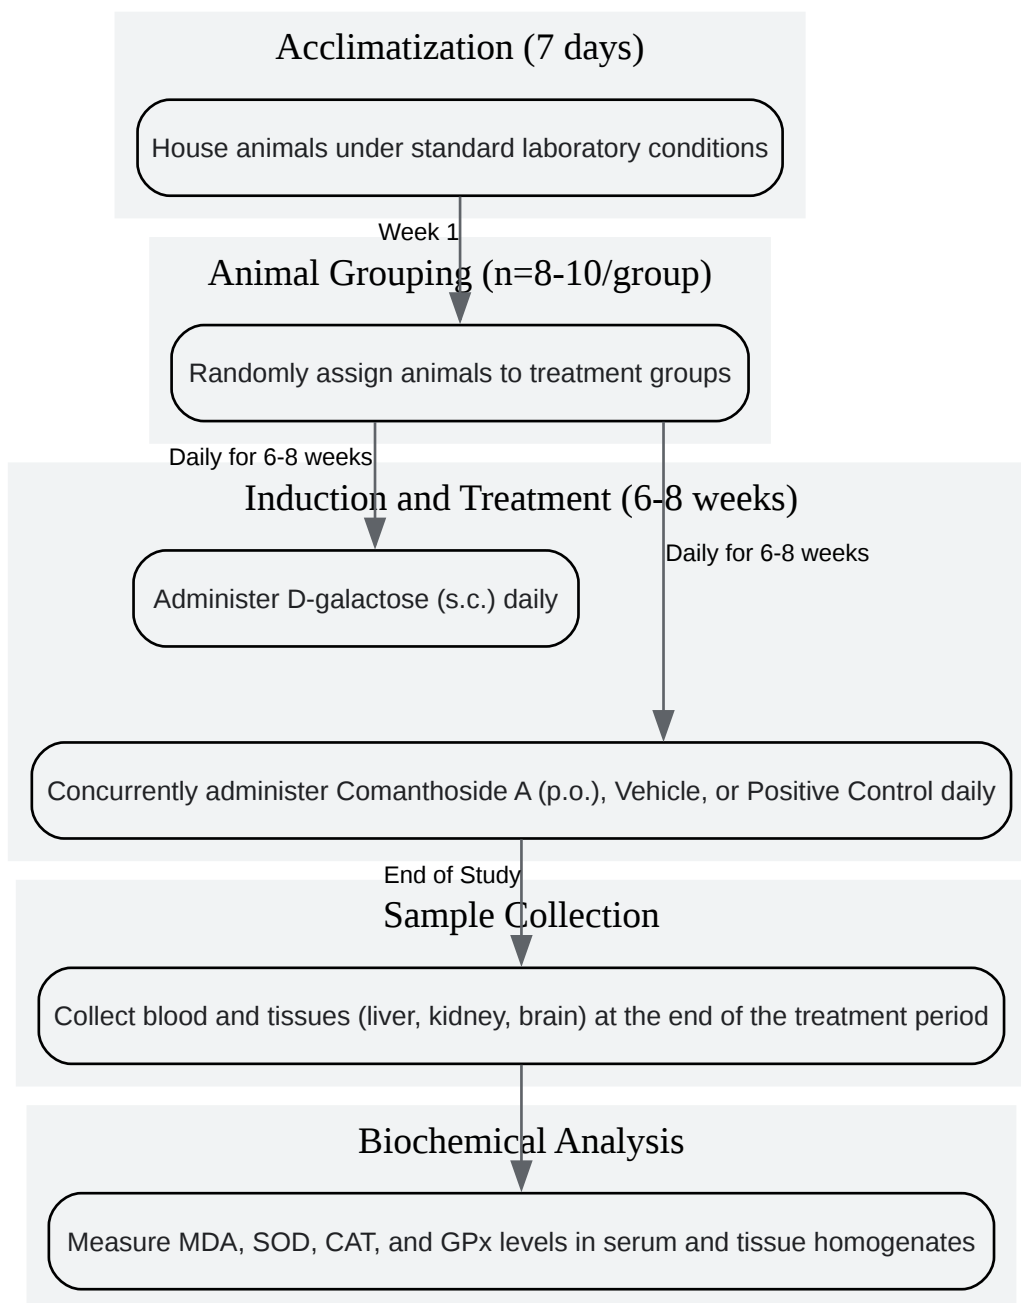 Acclimatization (7 days)
House animals under standard laboratory conditions
Week 1
Animal Grouping (n=8-10/group)
Randomly assign animals to treatment groups
Daily for 6-8 weeks
Induction and Treatment (6-8 weeks)
Daily for 6-8 weeks
Administer D-galactose (s.c.) daily
Concurrently administer Comanthoside A (p.o.), Vehicle, or Positive Control daily
End of Study
Sample Collection
Collect blood and tissues (liver, kidney, brain) at the end of the treatment period
Biochemical Analysis
Measure MDA, SOD, CAT, and GPx levels in serum and tissue homogenates